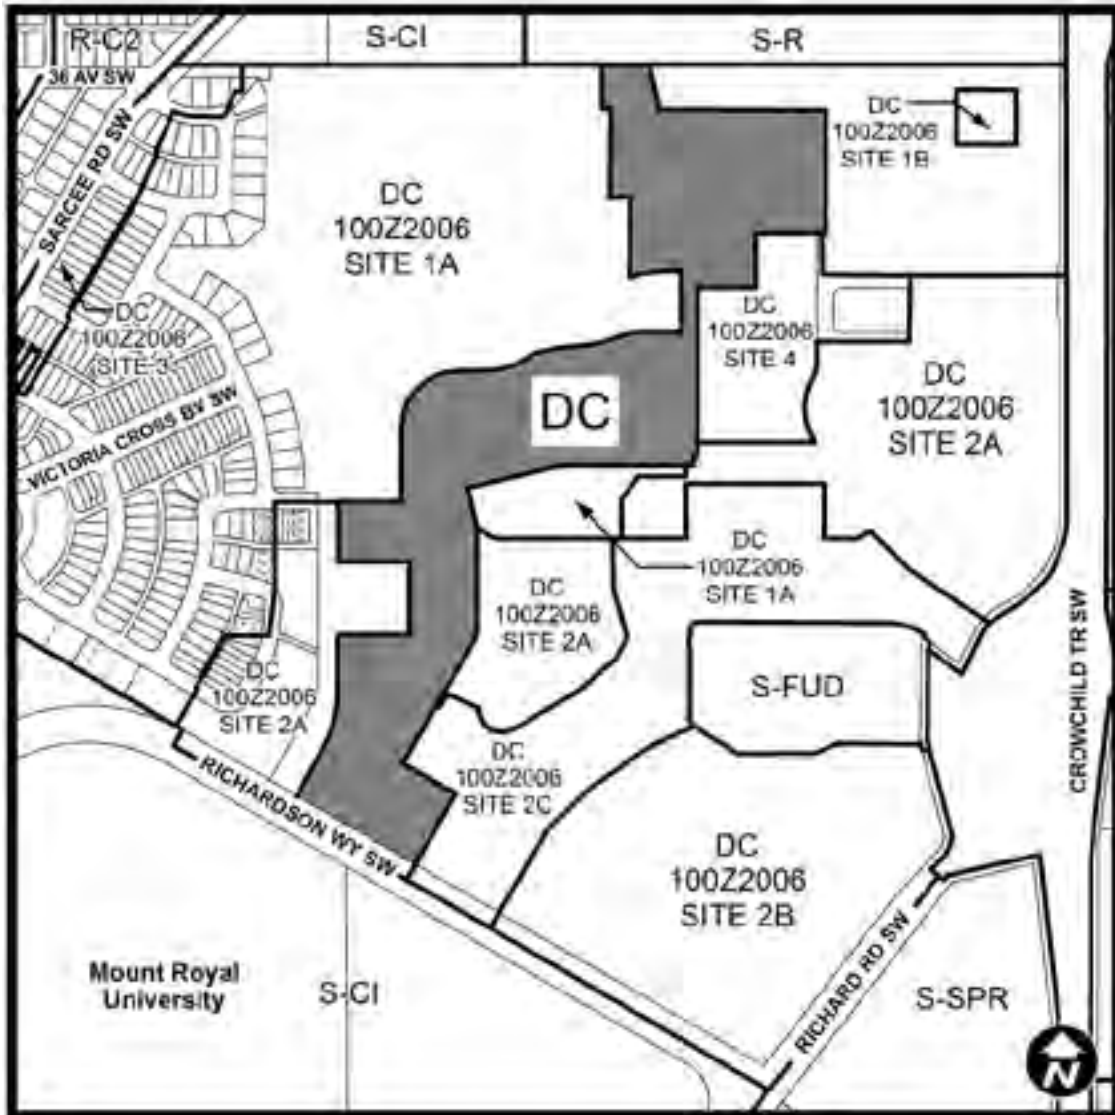 R-C2
S-CI
S-R
36 AV SW
SARCEE RD SW
DC
100Z2006
SITE 1B
DC
100Z2006
SITE 1A
DC
100Z2006
SITE 3
DC
100Z2006
SITE 4
DC
DC
100Z2006
SITE 2A
VICTORIA CROSS BV SW
DC
100Z2006
SITE 1A
DC
100Z2006
SITE 2A
DC
100Z2006
SITE 2A
S-FUD
CROWCHILD TR SW
DC
100Z2006
SITE 2C
RICHARDSON WY SW
DC
100Z2006
SITE 2B
RICHARD RD SW
Mount Royal
University
S-CI
S-SPR
N